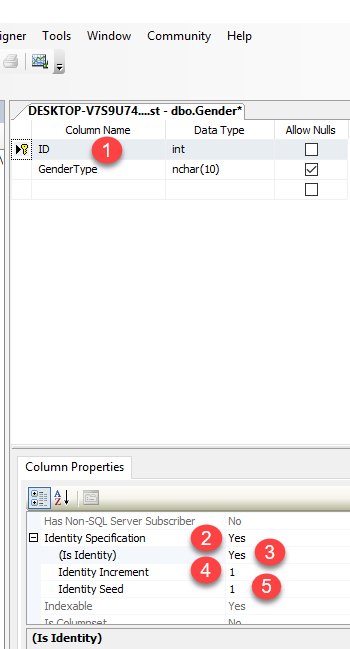 igner Tools Window Community Help
DESKTOP-V7S9U74....st - dbo.Gender*
Column Name Data Type Allow Nulls
ID 1 int
GenderType nchar(10)
Column Properties
Has Non-SQL Server Subscriber No
Identity Specification 2 Yes
(Is Identity) Yes 3
Identity Increment 4 1
Identity Seed 1 5
Indexable Yes
Is Columnset No
(Is Identity)